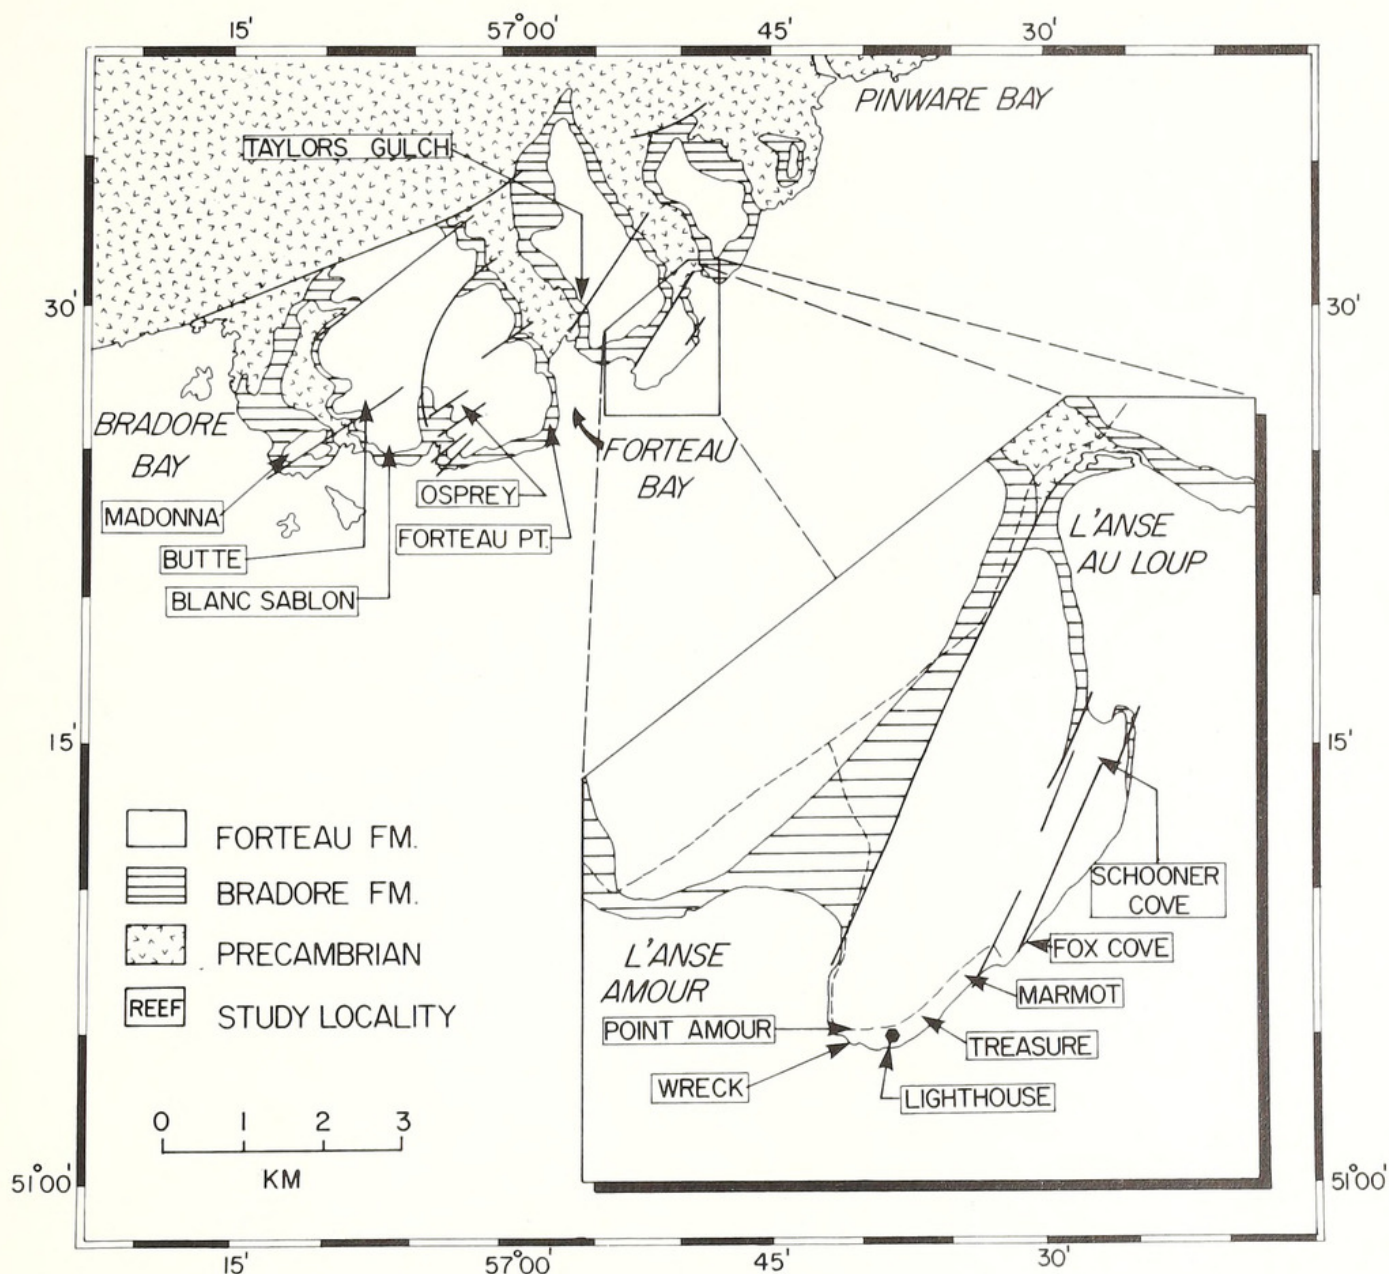 15'
57°00'
45'
30'
PINWARE BAY
TAYLORS GULCH
30'
30'
BRADORE
BAY
FORTEAU
BAY
MADONNA
OSPREY
FORTEAU PT.
BUTTE
BLANC SABLON
L'ANSE
AU LOUP
15'
15'
FORTEAU FM.
BRADORE FM.
PRECAMBRIAN
REEF
STUDY LOCALITY
SCHOONER
COVE
FOX COVE
L'ANSE
AMOUR
MARMOT
POINT AMOUR
TREASURE
WRECK
LIGHTHOUSE
0 1 2 3
KM
51°00'
51°00'
15'
57°00'
45'
30'